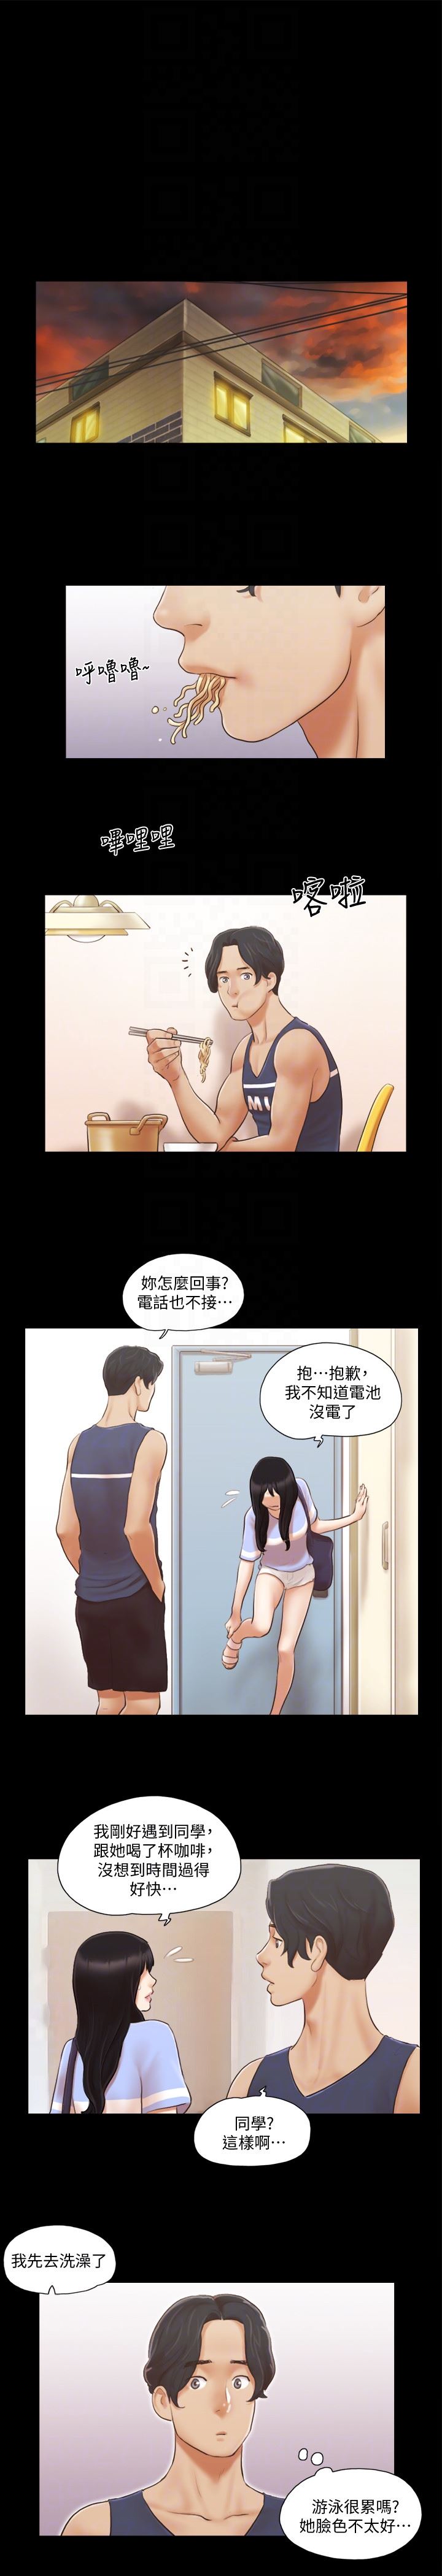 呼嚕嚕~
嗶哩哩
喀啦
MI
妳怎麼回事?
電話也不接…
抱…抱歉，
我不知道電池
沒電了
我剛好遇到同學，
跟她喝了杯咖啡，
沒想到時間過得
好快…
同學?
這樣啊…
我先去洗澡了
游泳很累嗎?
她臉色不太好…